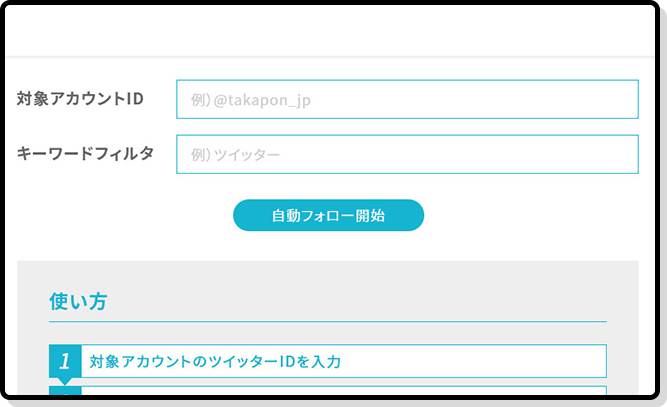 対象アカウントID
例）@takapon_jp
キーワードフィルタ
例）ツイッター
自動フォロー開始
使い方
1 対象アカウントのツイッターIDを入力